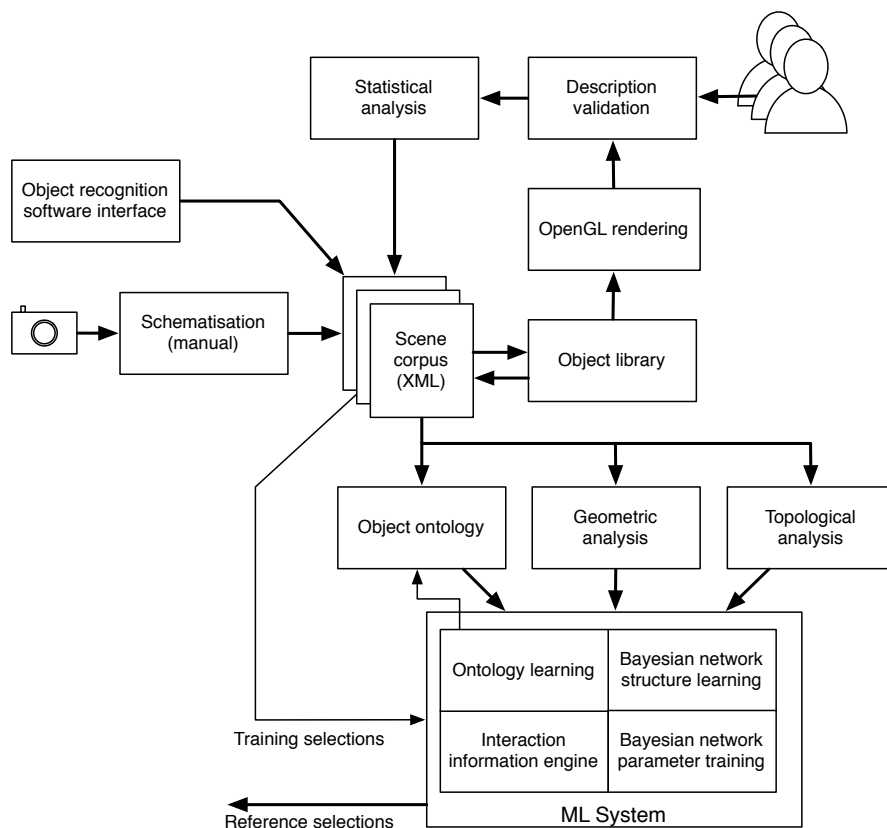 Statistical
analysis
Description
validation
Object recognition
software interface
OpenGL rendering
Schematisation
(manual)
Scene
corpus
(XML)
Object library
Object ontology
Geometric
analysis
Topological
analysis
Ontology learning
Bayesian network
structure learning
Interaction
information engine
Bayesian network
parameter training
Training selections
ML System
Reference selections